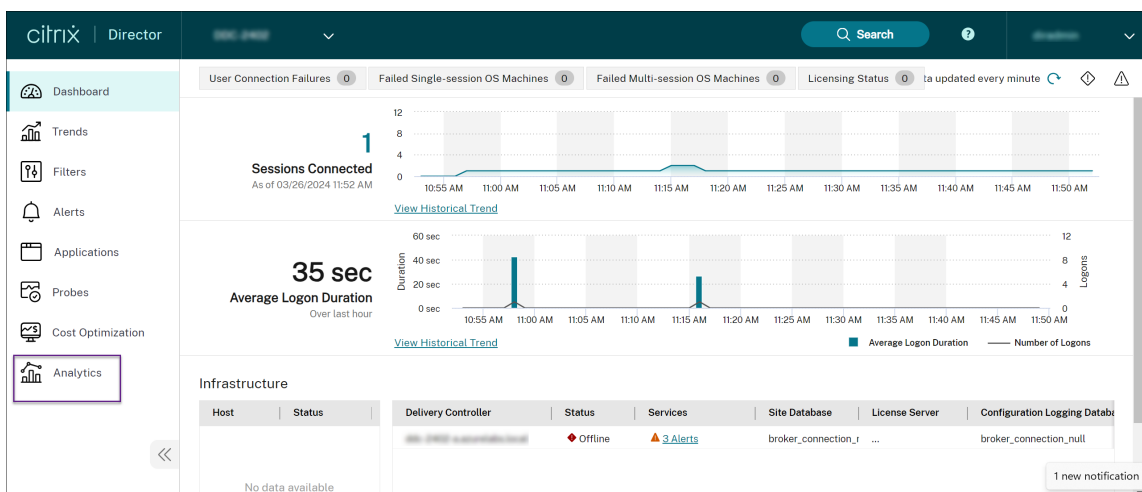 citrix | Director
Search
?
User Connection Failures 0
Failed Single-session OS Machines 0
Failed Multi-session OS Machines 0
Licensing Status 0
ta updated every minute
Dashboard
Trends
Filters
Alerts
Applications
Probes
Cost Optimization
Analytics
1
Sessions Connected
As of 03/26/2024 11:52 AM
12
8
4
0
10:55 AM 11:00 AM 11:05 AM 11:10 AM 11:15 AM 11:20 AM 11:25 AM 11:30 AM 11:35 AM 11:40 AM 11:45 AM 11:50 AM
View Historical Trend
35 sec
Average Logon Duration
Over last hour
Duration
60 sec
40 sec
20 sec
0 sec
12
8
4
0
Logons
10:55 AM 11:00 AM 11:05 AM 11:10 AM 11:15 AM 11:20 AM 11:25 AM 11:30 AM 11:35 AM 11:40 AM 11:45 AM 11:50 AM
View Historical Trend
Average Logon Duration
Number of Logons
Infrastructure
Host Status
No data available
Delivery Controller Status Services Site Database License Server Configuration Logging Databa
Offline 3 Alerts broker_connection_r ... broker_connection_null
1 new notification